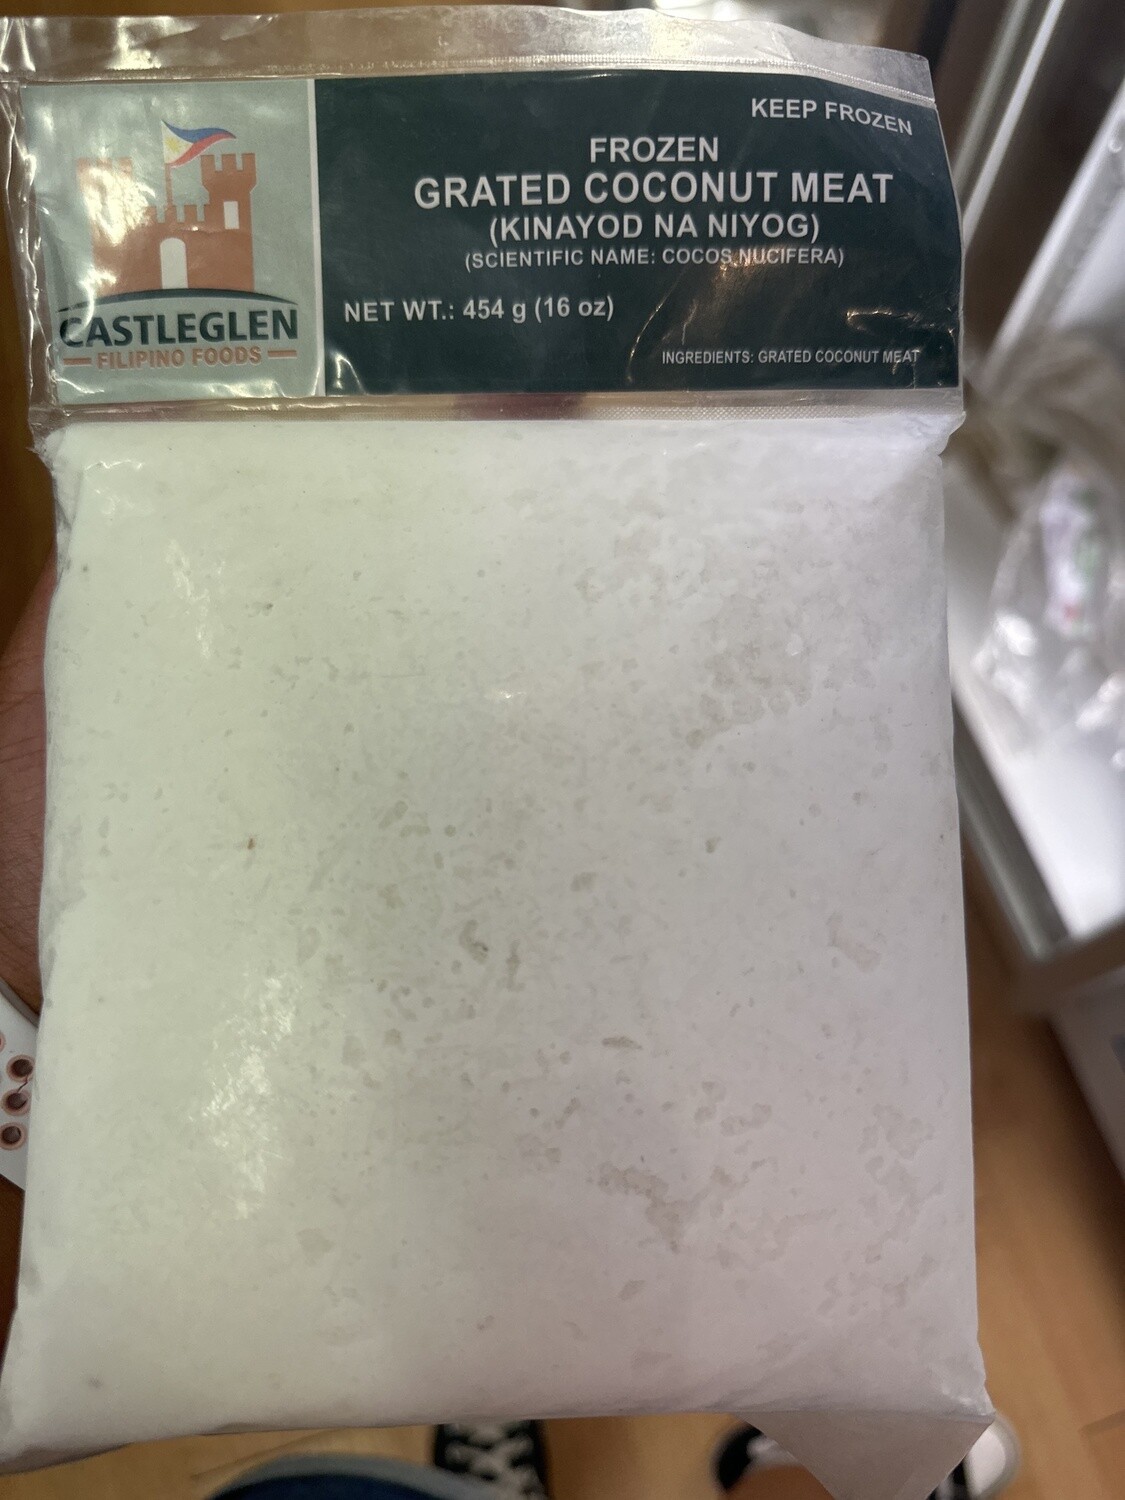 KEEP FROZEN
FROZEN
GRATED COCONUT MEAT
(KINAYOD NA NIYOG)
(SCIENTIFIC NAME: COCOS NUCIFERA)
NET WT.: 454 g (16 oz)
INGREDIENTS: GRATED COCONUT MEAT
CASTLEGLEN
FILIPINO FOODS